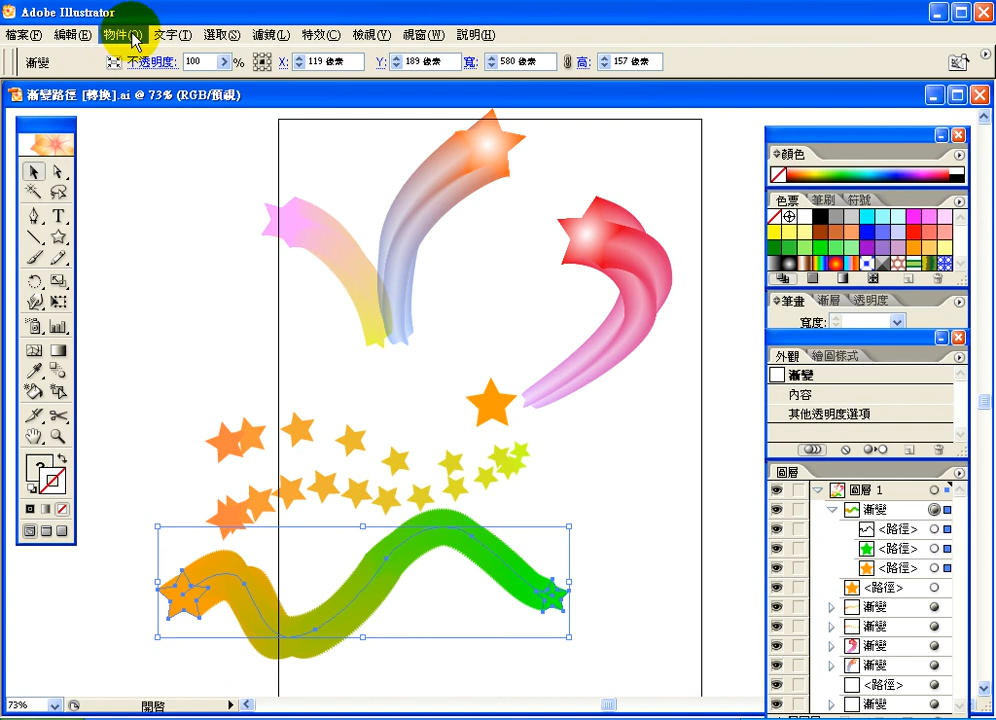 Adobe Illustrator
檔案(F) 編輯(E) 物件(O) 文字(T) 選取(S) 濾鏡(L) 特效(C) 檢視(V) 視窗(W) 說明(H)
漸變 不透明度: 100 % X: 119 像素 Y: 189 像素 寬: 580 像素 高: 157 像素
漸變路徑 [轉換].ai @ 73% (RGB/預視)
顏色
色票 筆刷 符號
筆畫 漸層 透明度
寬度:
外觀 繪圖樣式
漸變
內容
其他透明度選項
圖層
圖層 1
漸變
<路徑>
<路徑>
<路徑>
<路徑>
漸變
漸變
漸變
漸變
<路徑>
漸變
73% 開啓